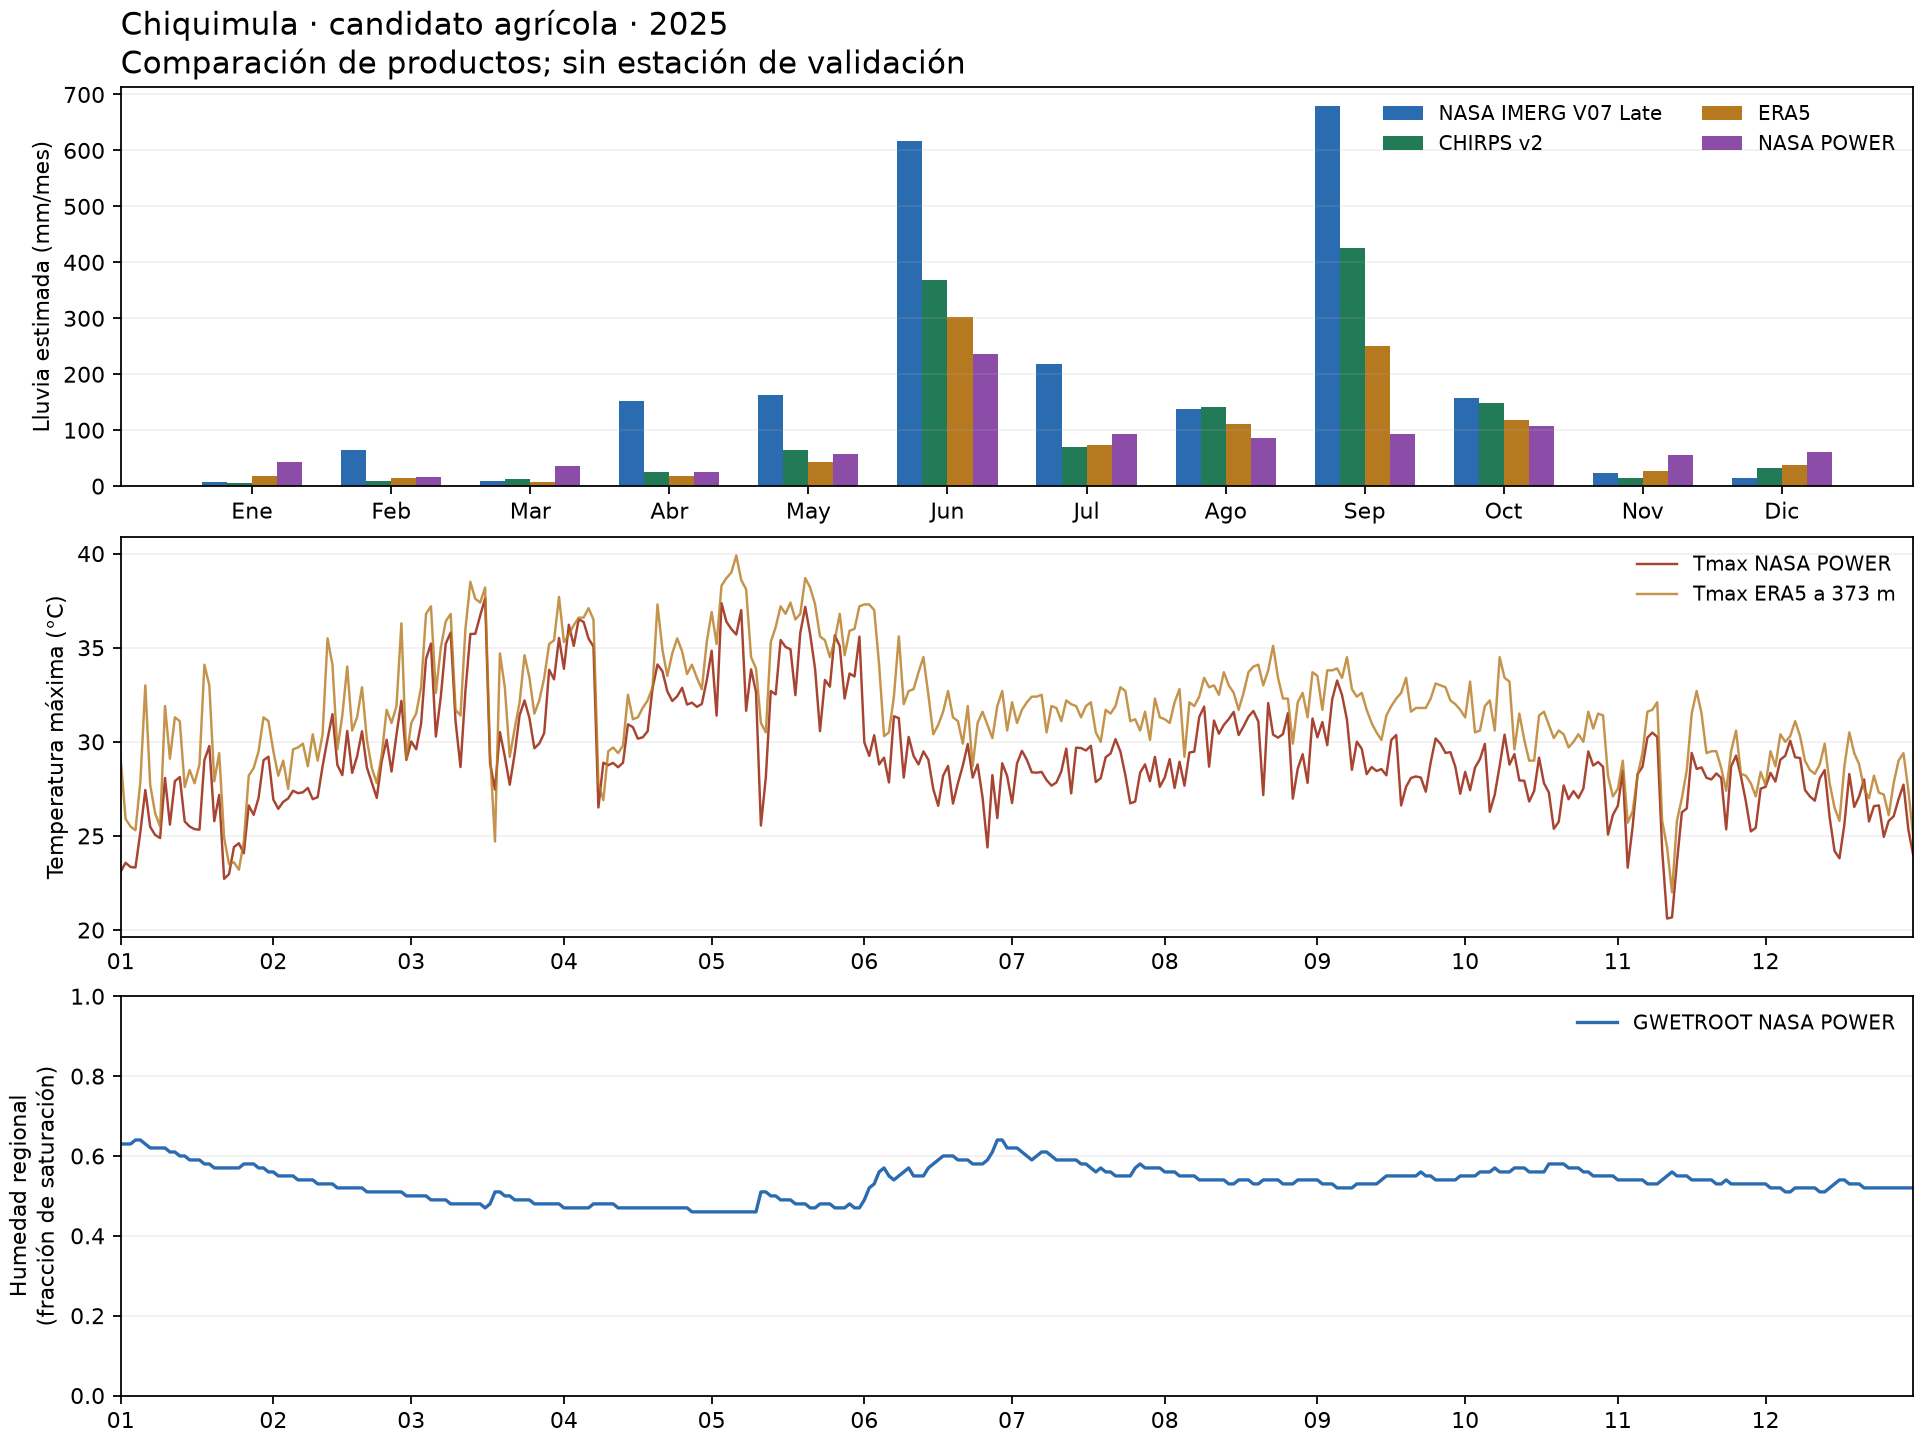 Chiquimula · candidato agrícola · 2025
Comparación de productos; sin estación de validación
Lluvia estimada (mm/mes)
700
600
500
400
300
200
100
0
NASA IMERG V07 Late
CHIRPS v2
ERA5
NASA POWER
Ene Feb Mar Abr May Jun Jul Ago Sep Oct Nov Dic
Temperatura máxima (°C)
40
35
30
25
20
Tmax NASA POWER
Tmax ERA5 a 373 m
01 02 03 04 05 06 07 08 09 10 11 12
Humedad regional
(fracción de saturación)
1.0
0.8
0.6
0.4
0.2
0.0
GWETROOT NASA POWER
01 02 03 04 05 06 07 08 09 10 11 12